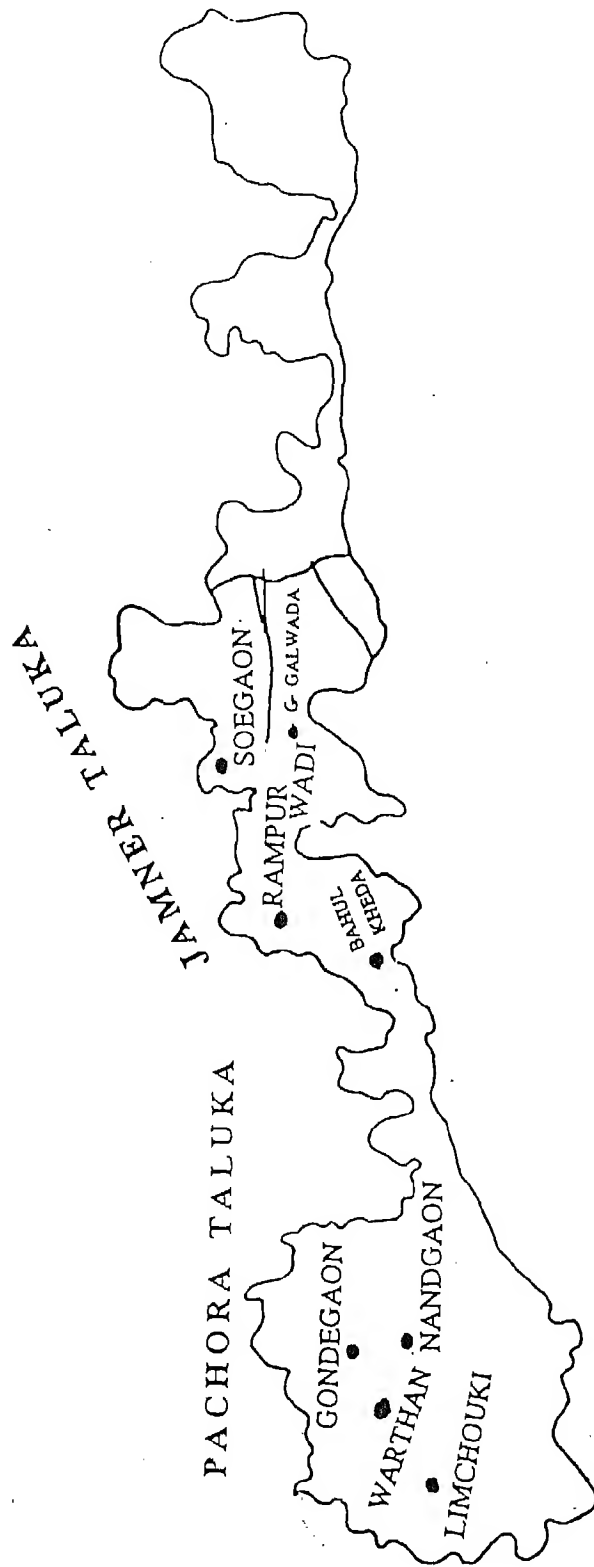 JAMNER TALUKA
PACHORA TALUKA
SOEGAON
G GALWADA
RAMPUR
WADI
BAHUL
KHEDA
GONDEGAON
NANDGAON
WARTHAN
LIMCHOUKI